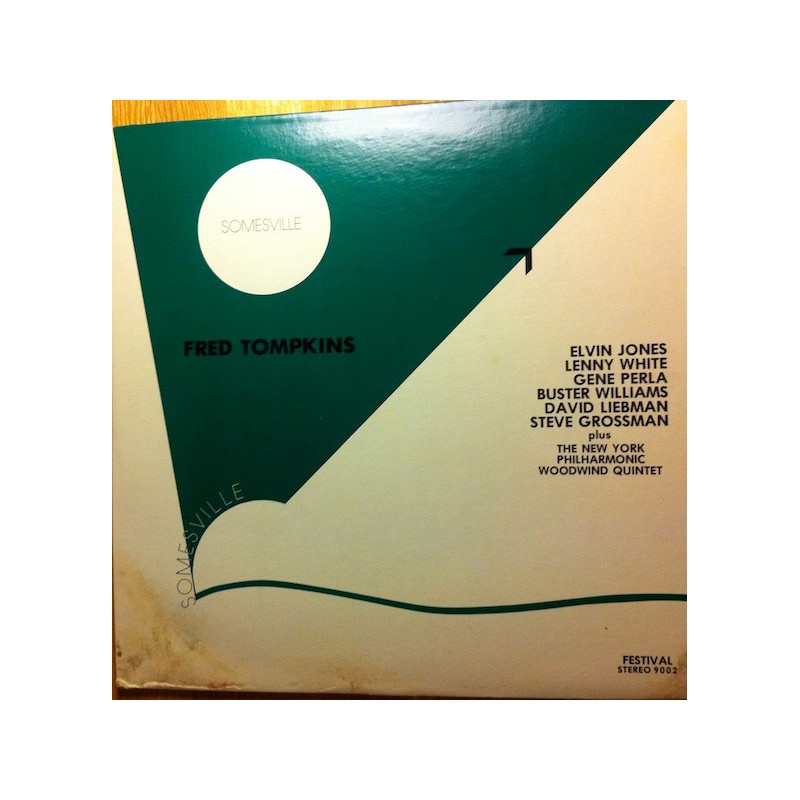 SOMESVILLE
FRED TOMPKINS
ELVIN JONES
LENNY WHITE
GENE PERLA
BUSTER WILLIAMS
DAVID LIEBMAN
STEVE GROSSMAN
plus
THE NEW YORK
PHILHARMONIC
WOODWIND QUINTET
SOMESVILLE
FESTIVAL
STEREO 9002